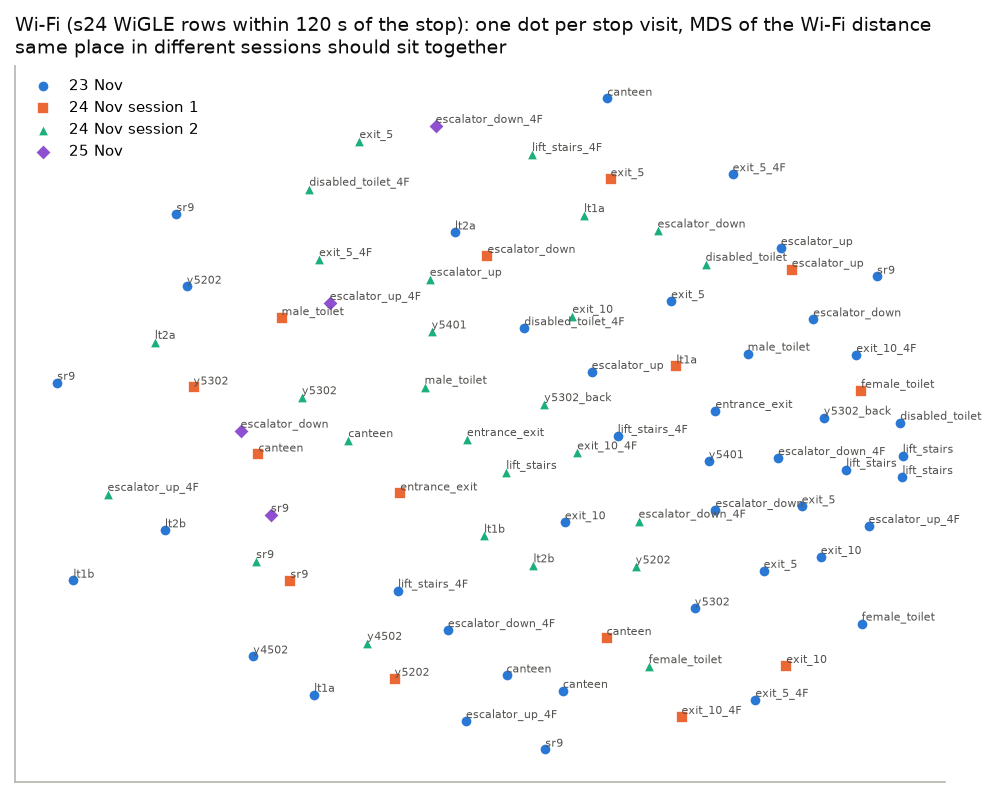 Wi-Fi (s24 WiGLE rows within 120 s of the stop): one dot per stop visit, MDS of the Wi-Fi distance
same place in different sessions should sit together
23 Nov
24 Nov session 1
24 Nov session 2
25 Nov
canteen
escalator_down_4F
exit_5
lift_stairs_4F
exit_5_4F
exit_5
disabled_toilet_4F
sr9
lt1a
lt2a
escalator_down
escalator_up
escalator_down
exit_5_4F
disabled_toilet
escalator_up
sr9
escalator_up
y5202
escalator_up_4F
exit_5
male_toilet
exit_10
disabled_toilet_4F
escalator_down
y5401
lt2a
male_toilet
exit_10_4F
lt1a
escalator_up
sr9
y5302
male_toilet
female_toilet
y5302
y5302_back
entrance_exit
y5302_back
disabled_toilet
escalator_down
canteen
entrance_exit
lift_stairs_4F
canteen
exit_10_4F
y5401
escalator_down_4F
lift_stairs
lift_stairs
lift_stairs
lift_stairs
escalator_up_4F
entrance_exit
sr9
exit_10
escalator_down_4F
escalator_down
exit_5
escalator_up_4F
lt2b
lt1b
sr9
lt2b
y5202
exit_10
exit_5
lt1b
sr9
lift_stairs_4F
y5302
female_toilet
escalator_down_4F
canteen
y4502
y4502
female_toilet
exit_10
y5202
canteen
canteen
lt1a
exit_5_4F
exit_10_4F
escalator_up_4F
sr9